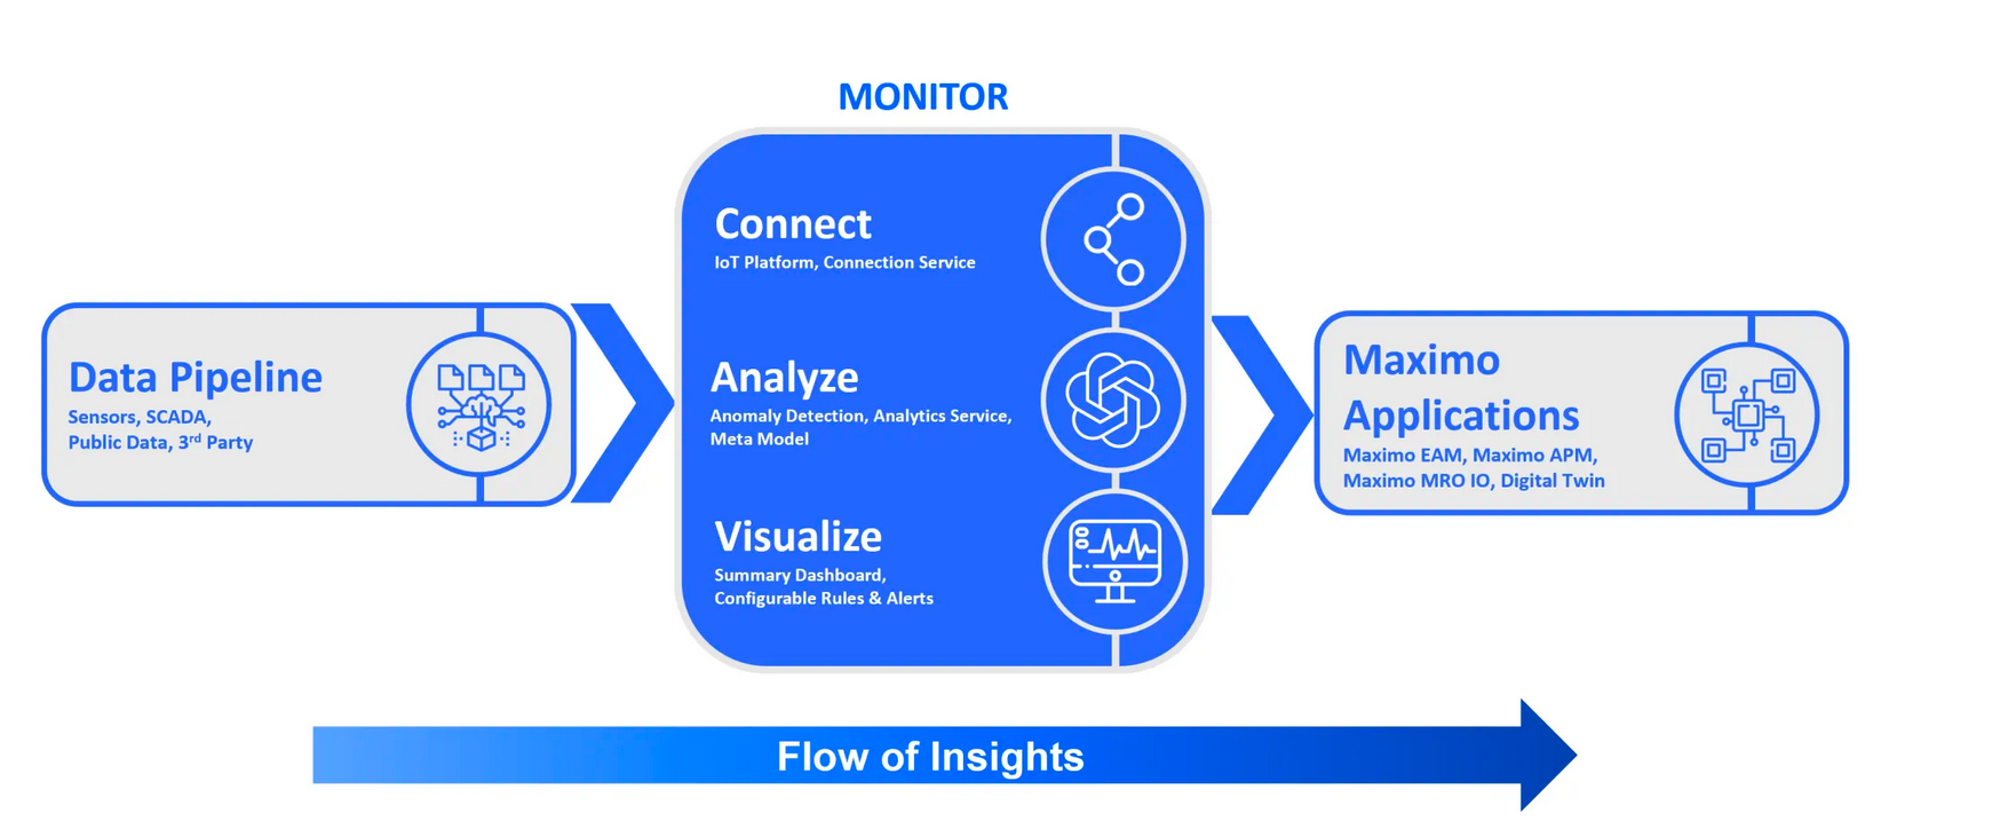 MONITOR
Data Pipeline
Sensors, SCADA,
Public Data, 3rd Party
Connect
IoT Platform, Connection Service
Analyze
Anomaly Detection, Analytics Service,
Meta Model
Visualize
Summary Dashboard,
Configurable Rules & Alerts
Maximo
Applications
Maximo EAM, Maximo APM,
Maximo MRO IO, Digital Twin
Flow of Insights